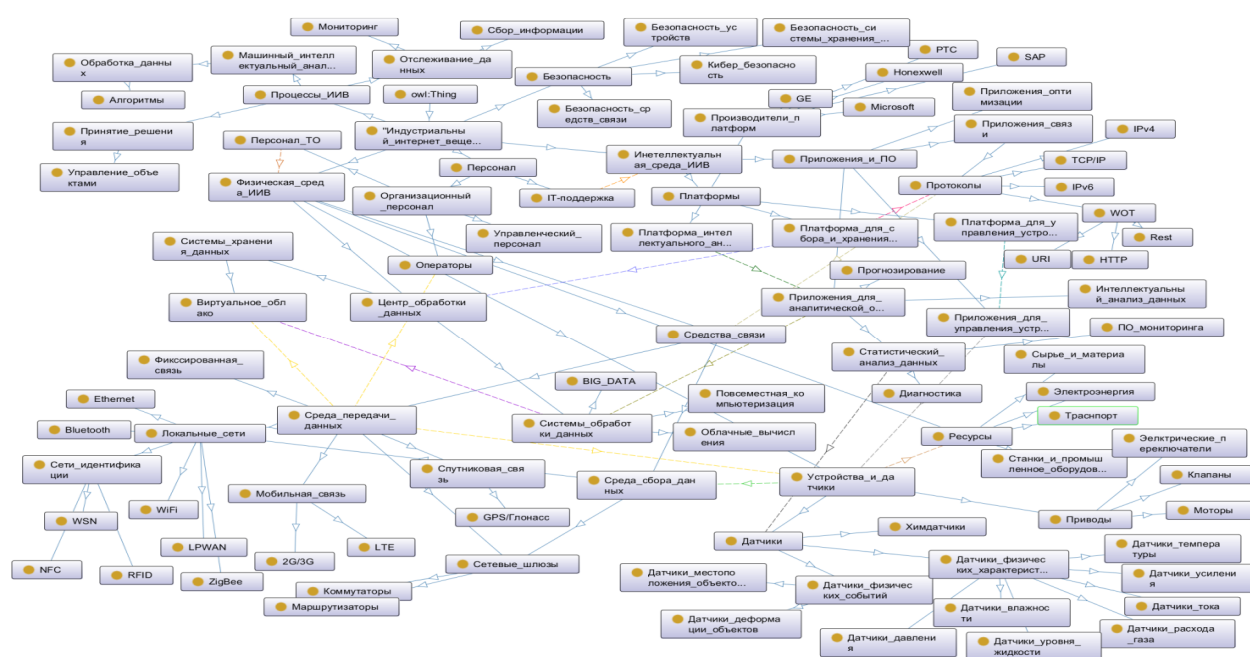 Мониторинг
Сбор_информации
Безопасность_ус
тройств
Безопасность_си
стемы_хранения_...
PTC
SAP
Обработка_данны
х
Машинный_интелл
ектуальный_анал...
Отслеживание_да
нных
Безопасность
Кибер_безопасно
сть
Honexwell
Приложения_опти
мизации
Алгоритмы
Процессы_ИИВ
owl:Thing
Безопасность_ср
едств_связи
GE
Microsoft
Принятие_решени
я
Персонал_ТО
"Индустриальны
й_интернет_веще...
Производители_п
латформ
Приложения_связ
и
IPv4
Управление_объе
ктами
Физическая_сред
а_ИИВ
Персонал
Инетеллектуальн
ая_среда_ИИВ
Приложения_и_ПО
TCP/IP
Организационный
_персонал
IT-поддержка
Платформы
Протоколы
IPv6
WOT
Системы_хранени
я_данных
Управленческий_
персонал
Платформа_интел
лектуального_ан...
Платформа_для_с
бора_и_хранения...
Платформа_для_у
правления_устро...
Rest
URI
HTTP
Операторы
Прогнозирование
Виртуальное_обл
ако
Центр_обработки
_данных
Приложения_для_
аналитической_о...
Интеллектуальны
й_анализ_данных
Приложения_для_
управления_устр...
ПО_мониторинга
Средства_связи
Фикссированная_
связь
Статистический_
анализ_данных
Сырье_и_материа
лы
BIG_DATA
Повсеместная_ко
мпьютеризация
Диагностика
Электроэнергия
Ethernet
Траспорт
Bluetooth
Локальные_сети
Среда_передачи_
данных
Системы_обработ
ки_данных
Облачные_вычисл
ения
Ресурсы
Эелктрические_п
ереключатели
Сети_идентифика
ции
Спутниковая_свя
зь
Среда_сбора_дан
ных
Устройства_и_да
тчики
Станки_и_промыш
ленное_оборудов...
Клапаны
WSN
WiFi
Мобильная_связь
GPS/Глонасс
Приводы
Моторы
LPWAN
2G/3G
LTE
Сетевые_шлюзы
Датчики
Химдатчики
Датчики_физичес
ких_характерист...
Датчики_темпера
туры
NFC
RFID
ZigBee
Коммутаторы
Маршрутизаторы
Датчики_местопо
ложения_объекто...
Датчики_физичес
ких_событий
Датчики_усилени
я
Датчики_деформа
ции_объектов
Датчики_влажнос
ти
Датчики_тока
Датчики_давлени
я
Датчики_уровня_
жидкости
Датчики_расхода
_газа